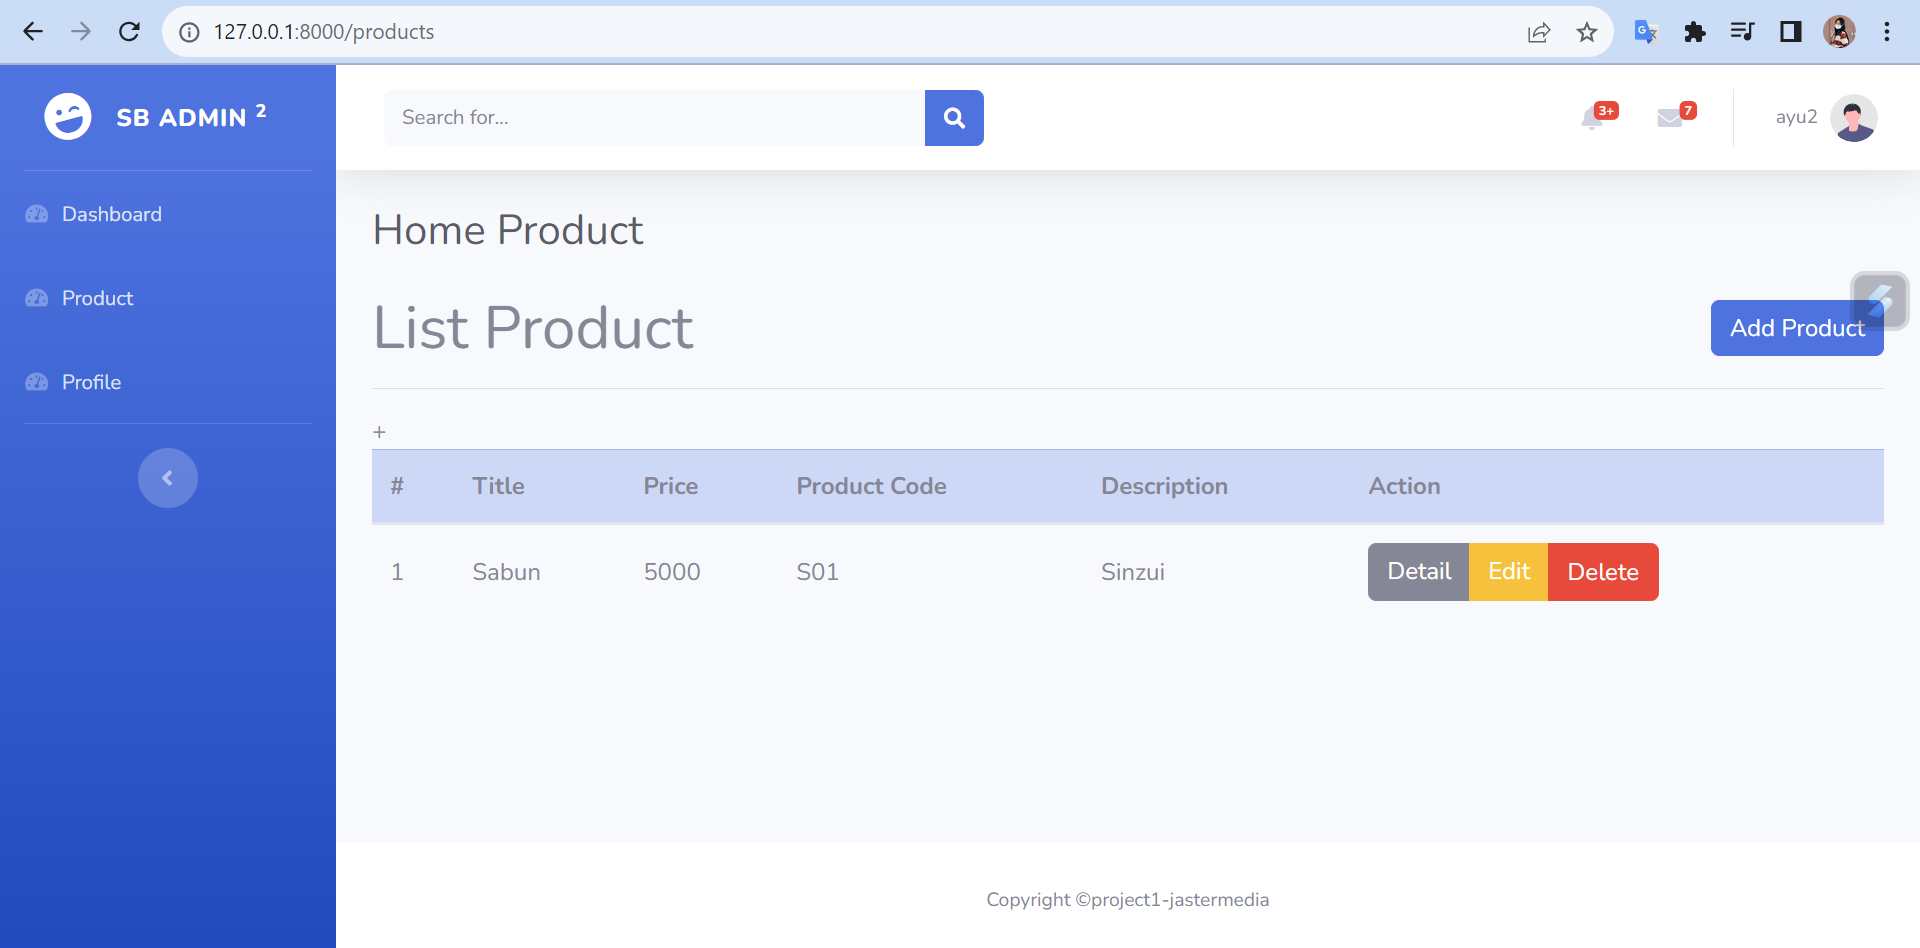 127.0.0.1:8000/products
SB ADMIN 2
Search for...
3+
7
ayu2
Dashboard
Product
Profile
Home Product
List Product
Add Product
+
# Title Price Product Code Description Action
1 Sabun 5000 S01 Sinzui Detail Edit Delete
Copyright ©project1-jastermedia